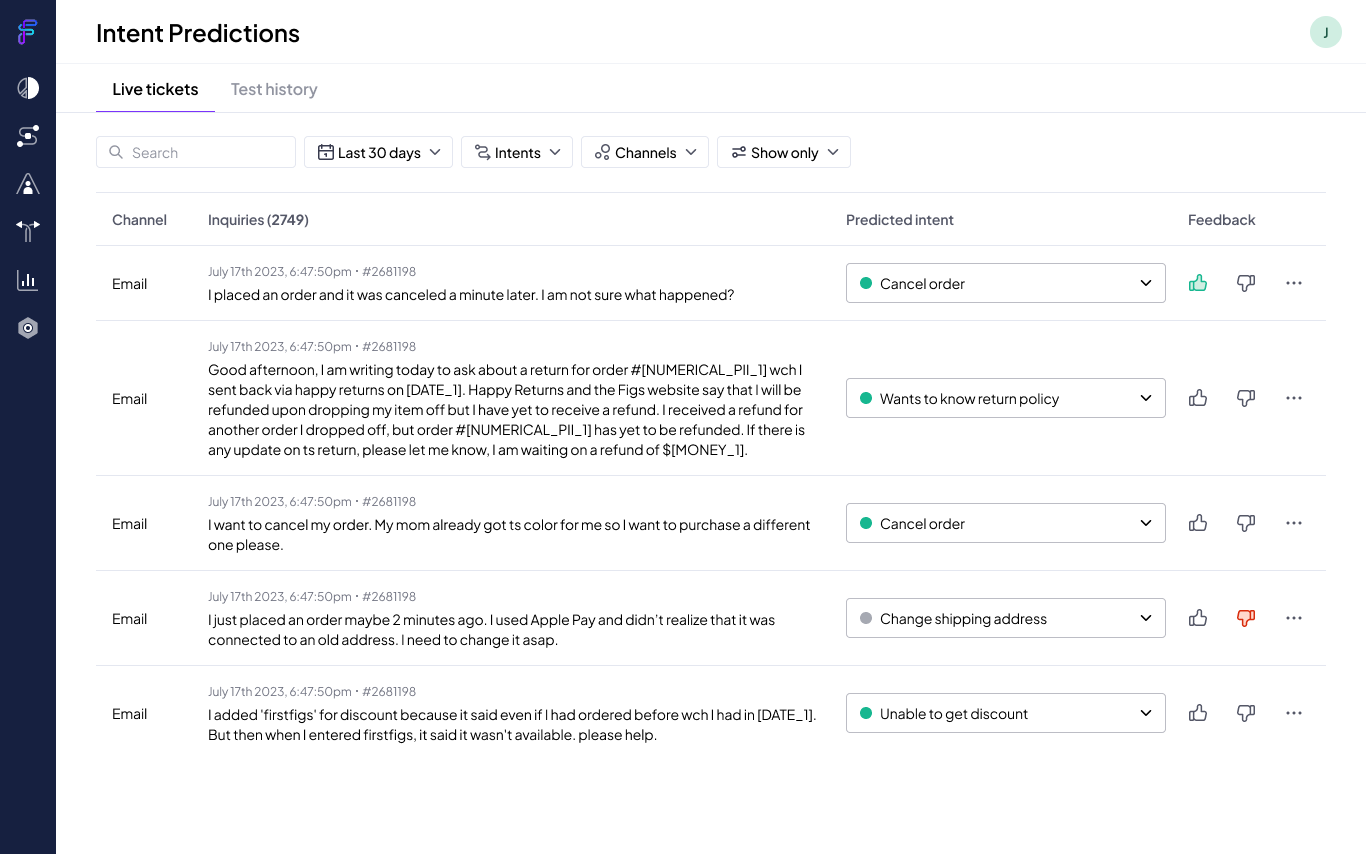 Intent Predictions
J
Live tickets
Test history
Search
Last 30 days
Intents
Channels
Show only
Channel
Inquiries (2749)
Predicted intent
Feedback
July 17th 2023, 6:47:50pm • #2681198
Email
I placed an order and it was canceled a minute later. I am not sure what happened?
Cancel order
July 17th 2023, 6:47:50pm • #2681198
Good afternoon, I am writing today to ask about a return for order #[NUMERICAL_PII_1] wch I
sent back via happy returns on [DATE_1]. Happy Returns and the Figs website say that I will be
Email
refunded upon dropping my item off but I have yet to receive a refund. I received a refund for
another order I dropped off, but order #[NUMERICAL_PII_1] has yet to be refunded. If there is
any update on ts return, please let me know, I am waiting on a refund of $[MONEY_1].
Wants to know return policy
July 17th 2023, 6:47:50pm • #2681198
Email
I want to cancel my order. My mom already got ts color for me so I want to purchase a different
one please.
Cancel order
July 17th 2023, 6:47:50pm • #2681198
Email
I just placed an order maybe 2 minutes ago. I used Apple Pay and didn't realize that it was
connected to an old address. I need to change it asap.
Change shipping address
July 17th 2023, 6:47:50pm • #2681198
Email
I added 'firstfigs' for discount because it said even if I had ordered before wch I had in [DATE_1].
But then when I entered firstfigs, it said it wasn't available. please help.
Unable to get discount